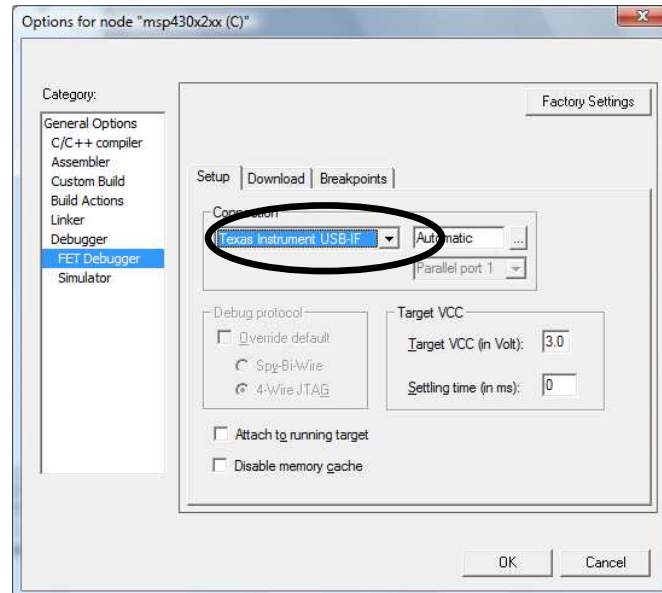 Options for node "msp430x2xx (C)"
Category:
Factory Settings
General Options
C/C++ compiler
Assembler
Custom Build
Build Actions
Linker
Debugger
FET Debugger
Simulator
Setup Download Breakpoints
Connection
Texas Instrument USB-IF Automatic ...
Parallel port 1
Debug protocol
Override default
Spy-Bi-Wire
4-Wire JTAG
Target VCC
Target VCC (in Volt): 3.0
Settling time (in ms): 0
Attach to running target
Disable memory cache
OK Cancel